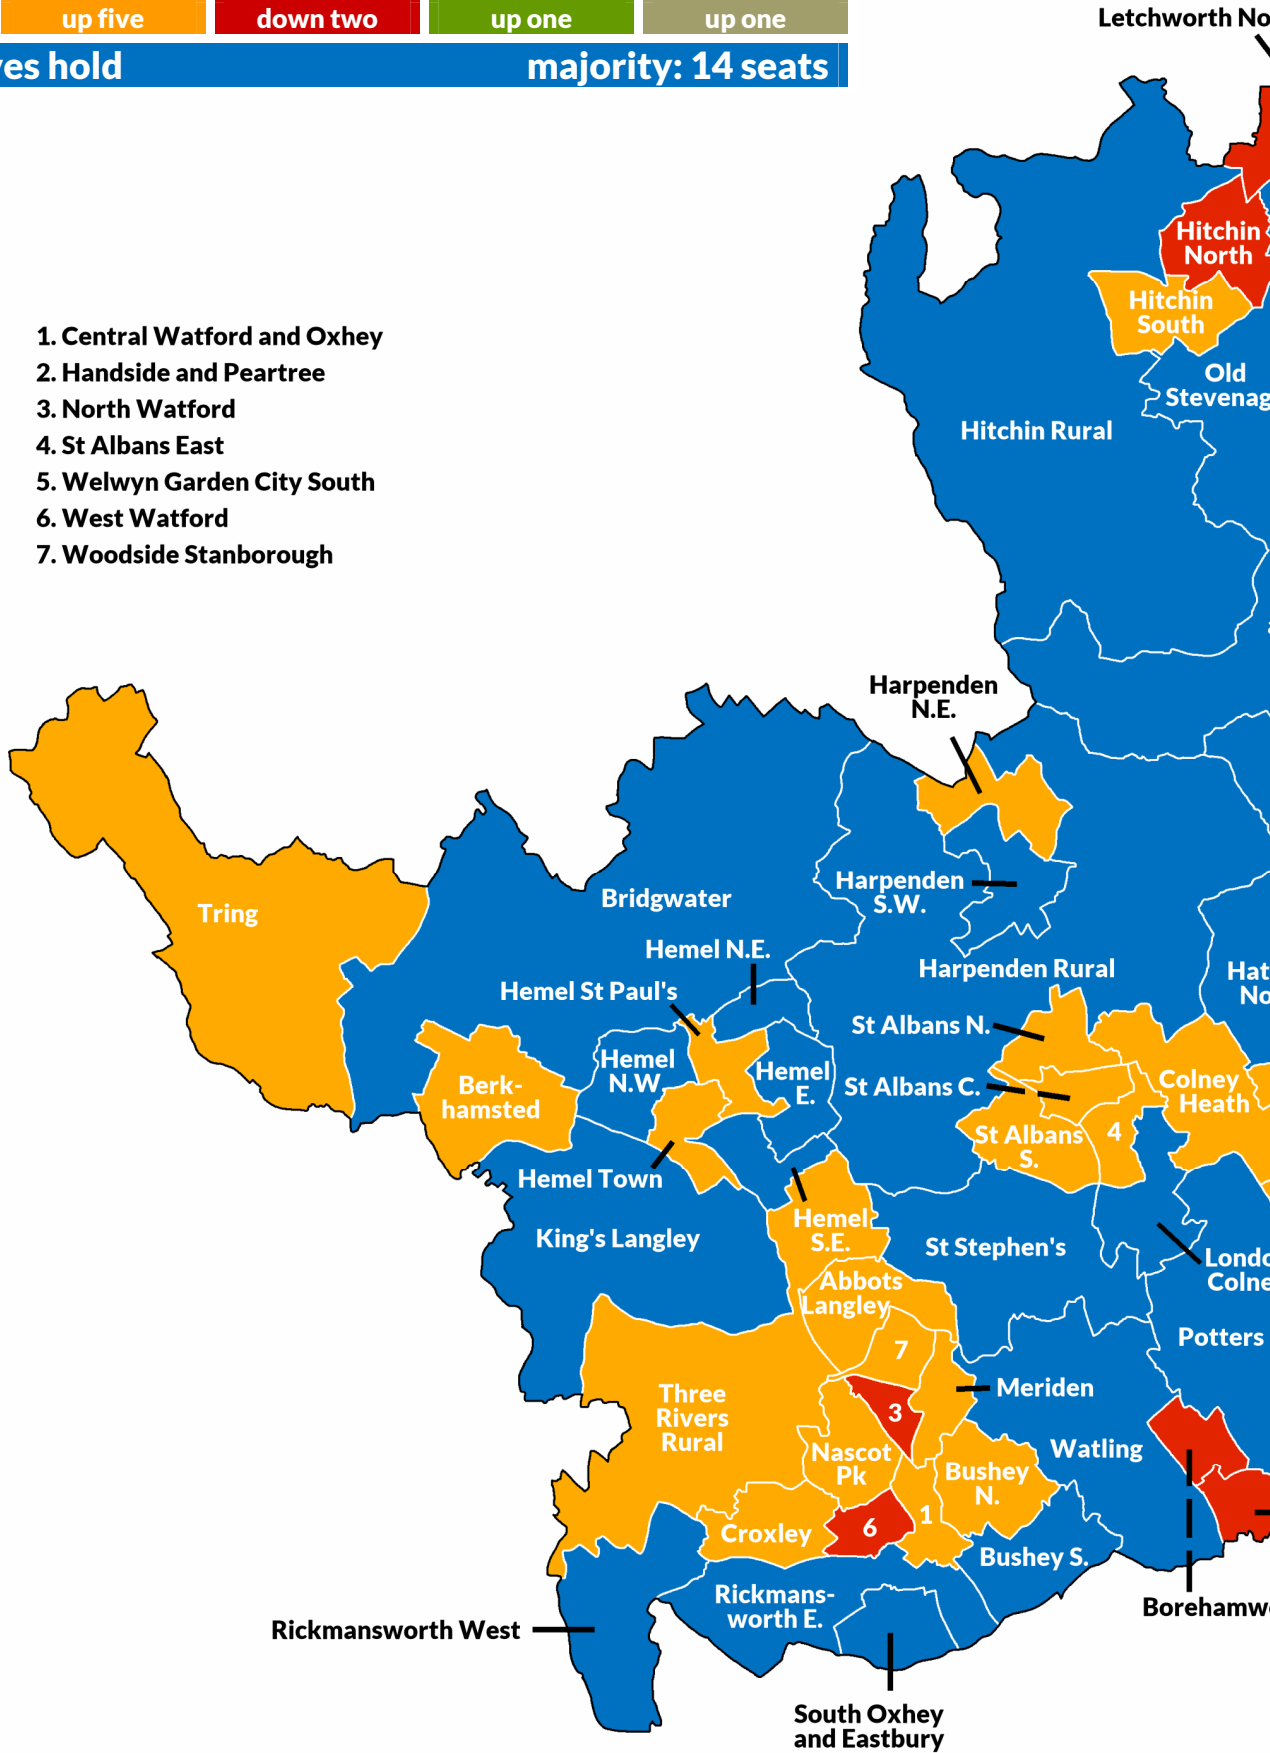 up five
down two
up one
up one
es hold
majority: 14 seats
Letchworth No
Hitchin
North
Hitchin
South
Old
Stevenag
Hitchin Rural
1. Central Watford and Oxhey
2. Handside and Peartree
3. North Watford
4. St Albans East
5. Welwyn Garden City South
6. West Watford
7. Woodside Stanborough
Harpenden
N.E.
Harpenden
S.W.
Bridgwater
Tring
Hemel N.E.
Harpenden Rural
Hat
No
Hemel St Paul's
St Albans N.
Hemel
N.W.
Hemel
E.
St Albans C.
Colney
Heath
Berk-
hamsted
St Albans
S.
4
Hemel Town
King's Langley
Hemel
S.E.
St Stephen's
Londo
Colne
Abbots
Langley
Potters
7
Three
Rivers
Rural
Meriden
3
Nascot
Pk
Watling
Bushey
N.
Croxley
6
1
Bushey S.
Rickmans-
worth E.
Borehamw
Rickmansworth West
South Oxhey
and Eastbury